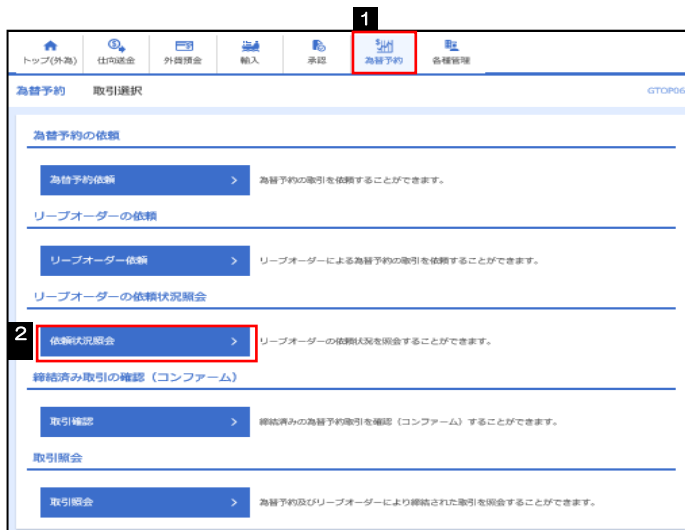 1
トップ(外為) 仕向送金 外貨預金 輸入 承認 為替予約 各種管理
為替予約 取引選択 GTOP06
為替予約の依頼
為替予約依頼 > 為替予約の取引を依頼することができます。
リーブオーダーの依頼
リーブオーダー依頼 > リーブオーダーによる為替予約の取引を依頼することができます。
リーブオーダーの依頼状況照会
2
依頼状況照会 > リーブオーダーの依頼状況を照会することができます。
締結済み取引の確認（コンファーム）
取引確認 > 締結済みの為替予約取引を確認（コンファーム）することができます。
取引照会
取引照会 > 為替予約及びリーブオーダーにより締結された取引を照会することができます。